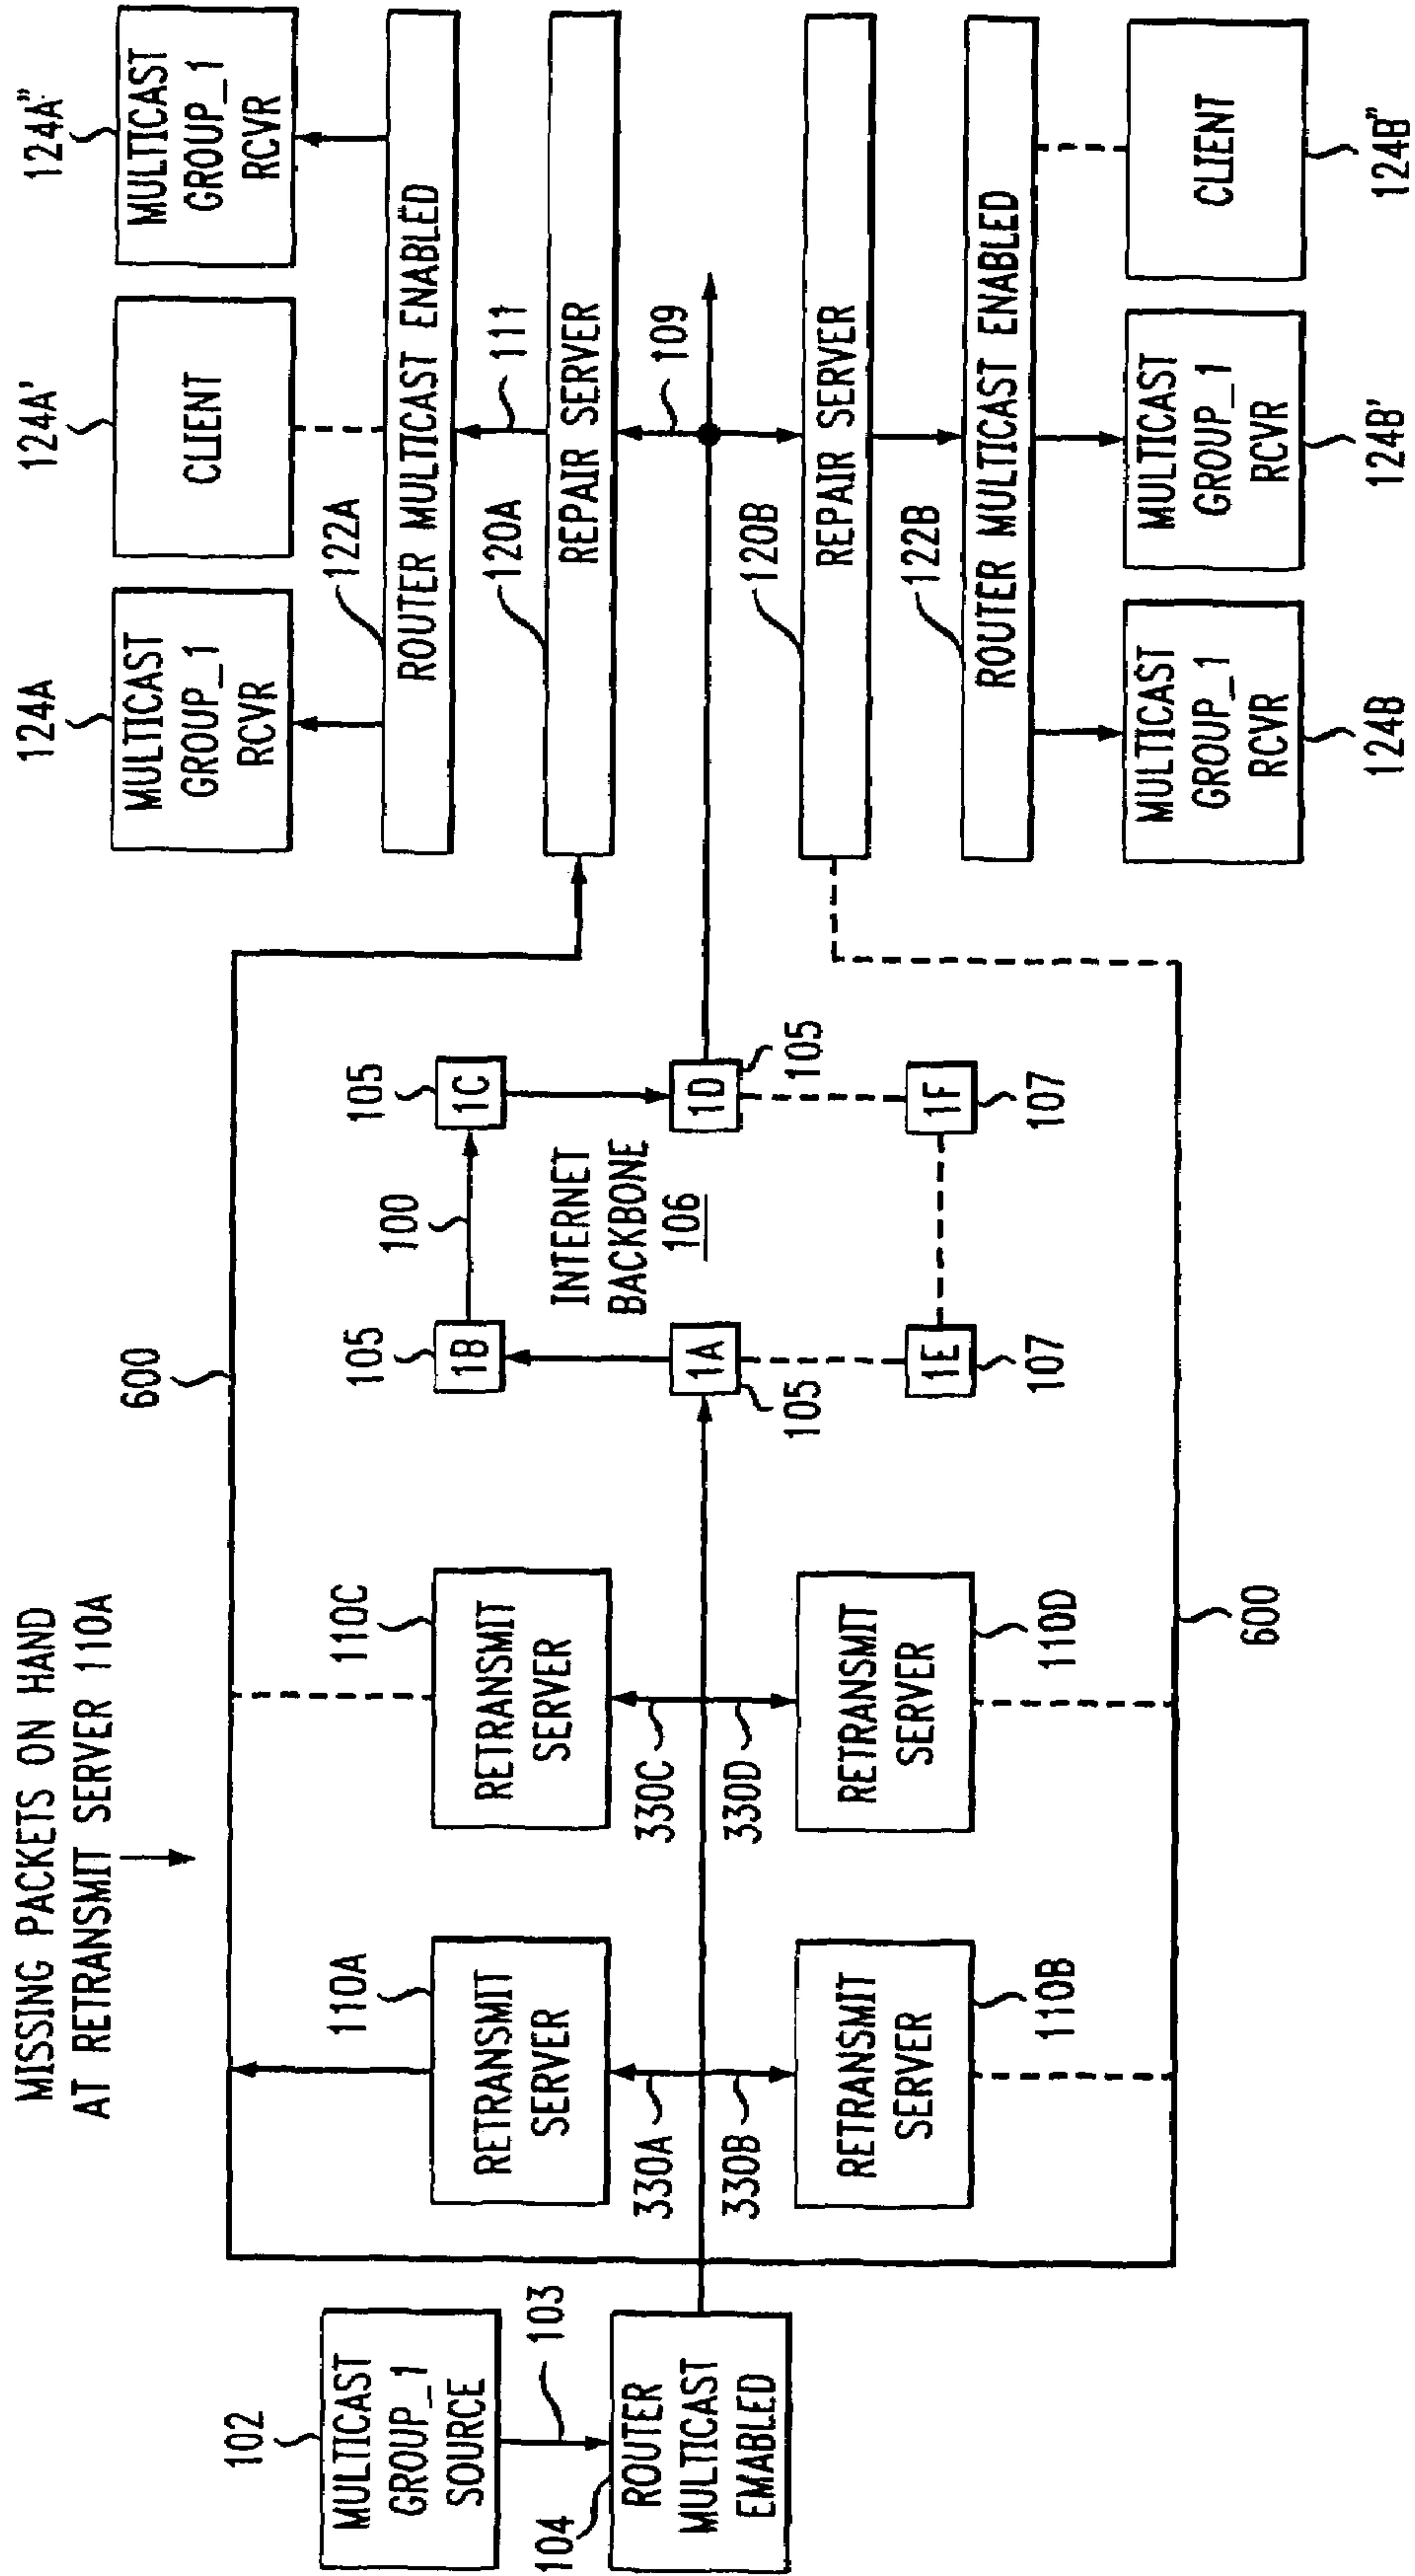 MISSING PACKETS ON HAND
AT RETRANSMIT SERVER 110A
102
MULTICAST
GROUP_1
SOURCE
103
104
ROUTER
MULTICAST
EMABLED
600
110A
RETRANSMIT
SERVER
110C
RETRANSMIT
SERVER
330A
330B
330C
330D
RETRANSMIT
SERVER
110B
RETRANSMIT
SERVER
110D
600
105
1B
100
105
1C
INTERNET
BACKBONE
106
1A
105
1D
105
1E
107
1F
107
124A
MULTICAST
GROUP_1
RCVR
124A'
CLIENT
124A"
MULTICAST
GROUP_1
RCVR
122A
ROUTER MULTICAST ENABLED
111
120A
REPAIR SERVER
109
120B
REPAIR SERVER
122B
ROUTER MULTICAST ENABLED
MULTICAST
GROUP_1
RCVR
124B
MULTICAST
GROUP_1
RCVR
124B'
CLIENT
124B"